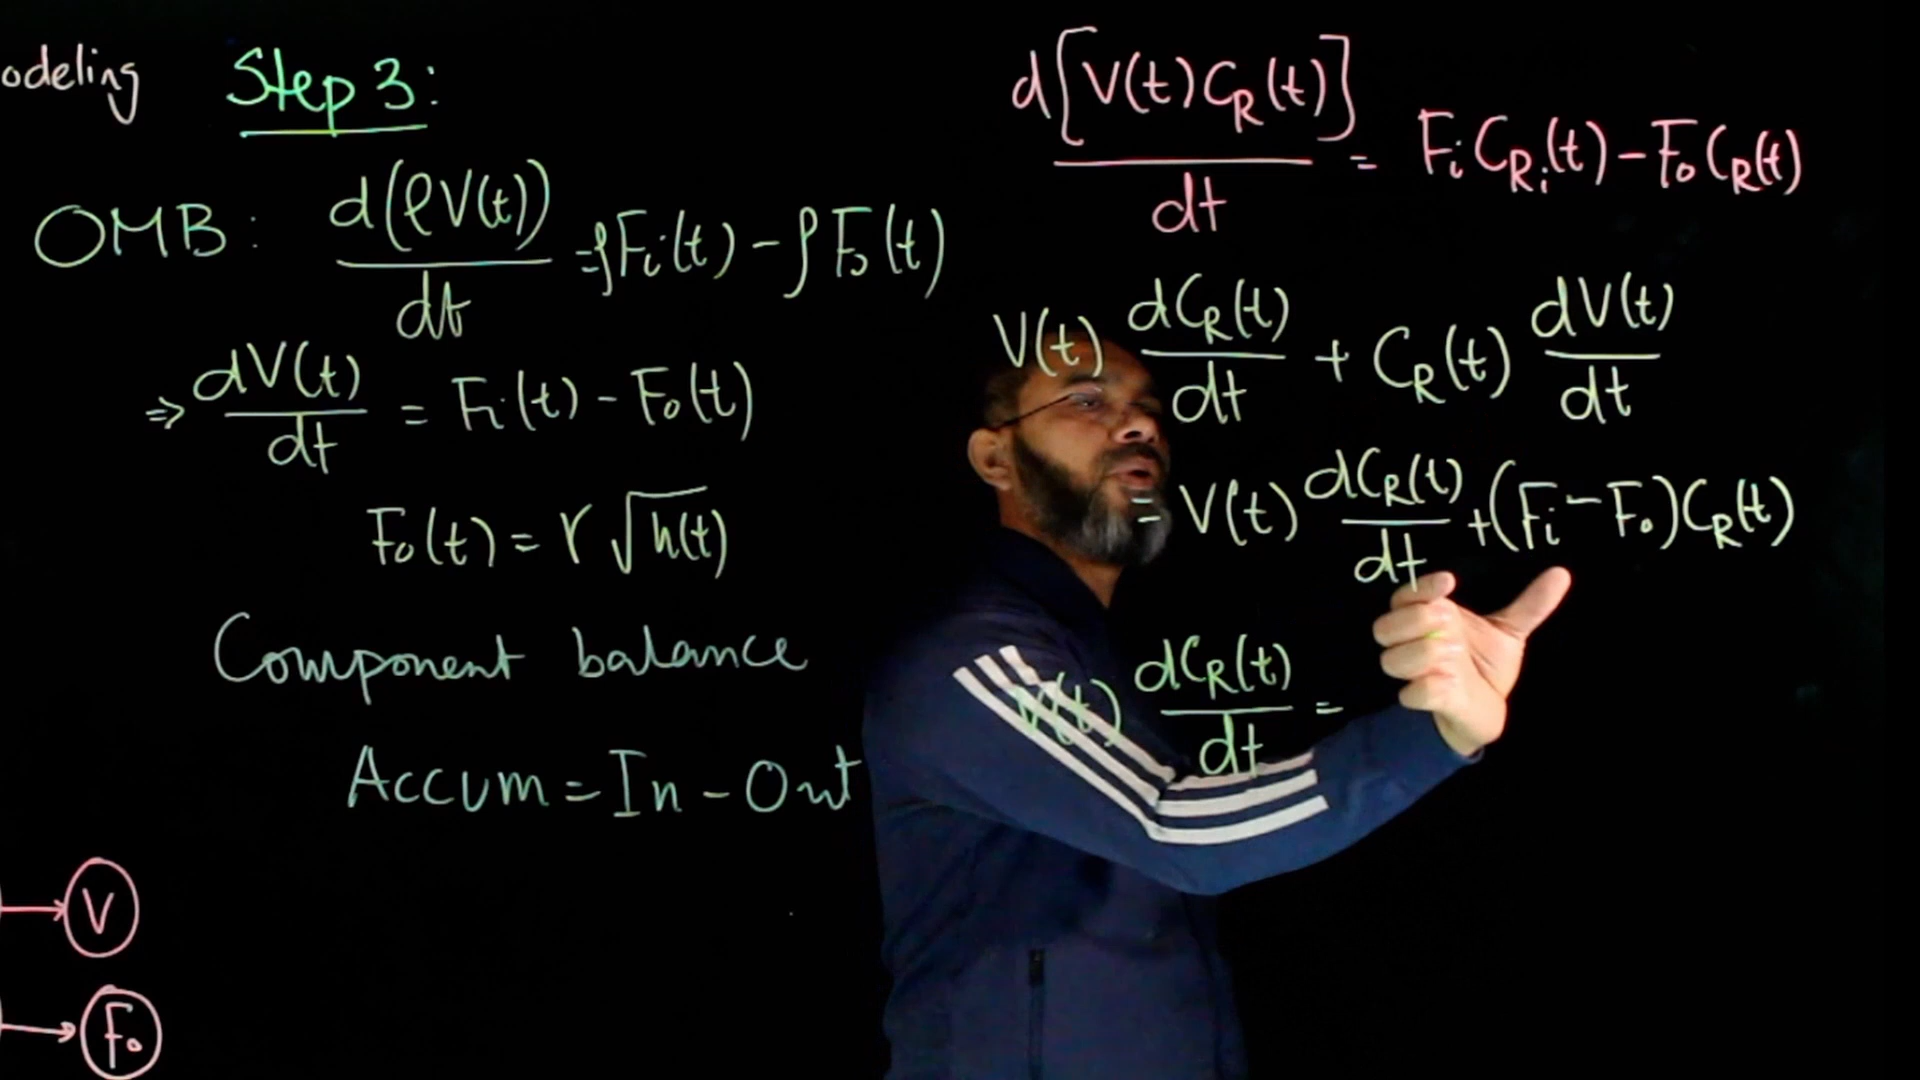 odeling Step 3:
OMB: d(ρV(t))/dt = ρFi(t) - ρFo(t)
⇒ dV(t)/dt = Fi(t) - Fo(t)
Fo(t) = r √h(t)
Component balance
Accum = In - Out
V
Fo
d[V(t)CR(t)]/dt = FiCRi(t) - FoCR(t)
V(t) dCR(t)/dt + CR(t) dV(t)/dt
= V(t) dCR(t)/dt + (Fi - Fo)CR(t)
V(t) dCR(t)/dt =